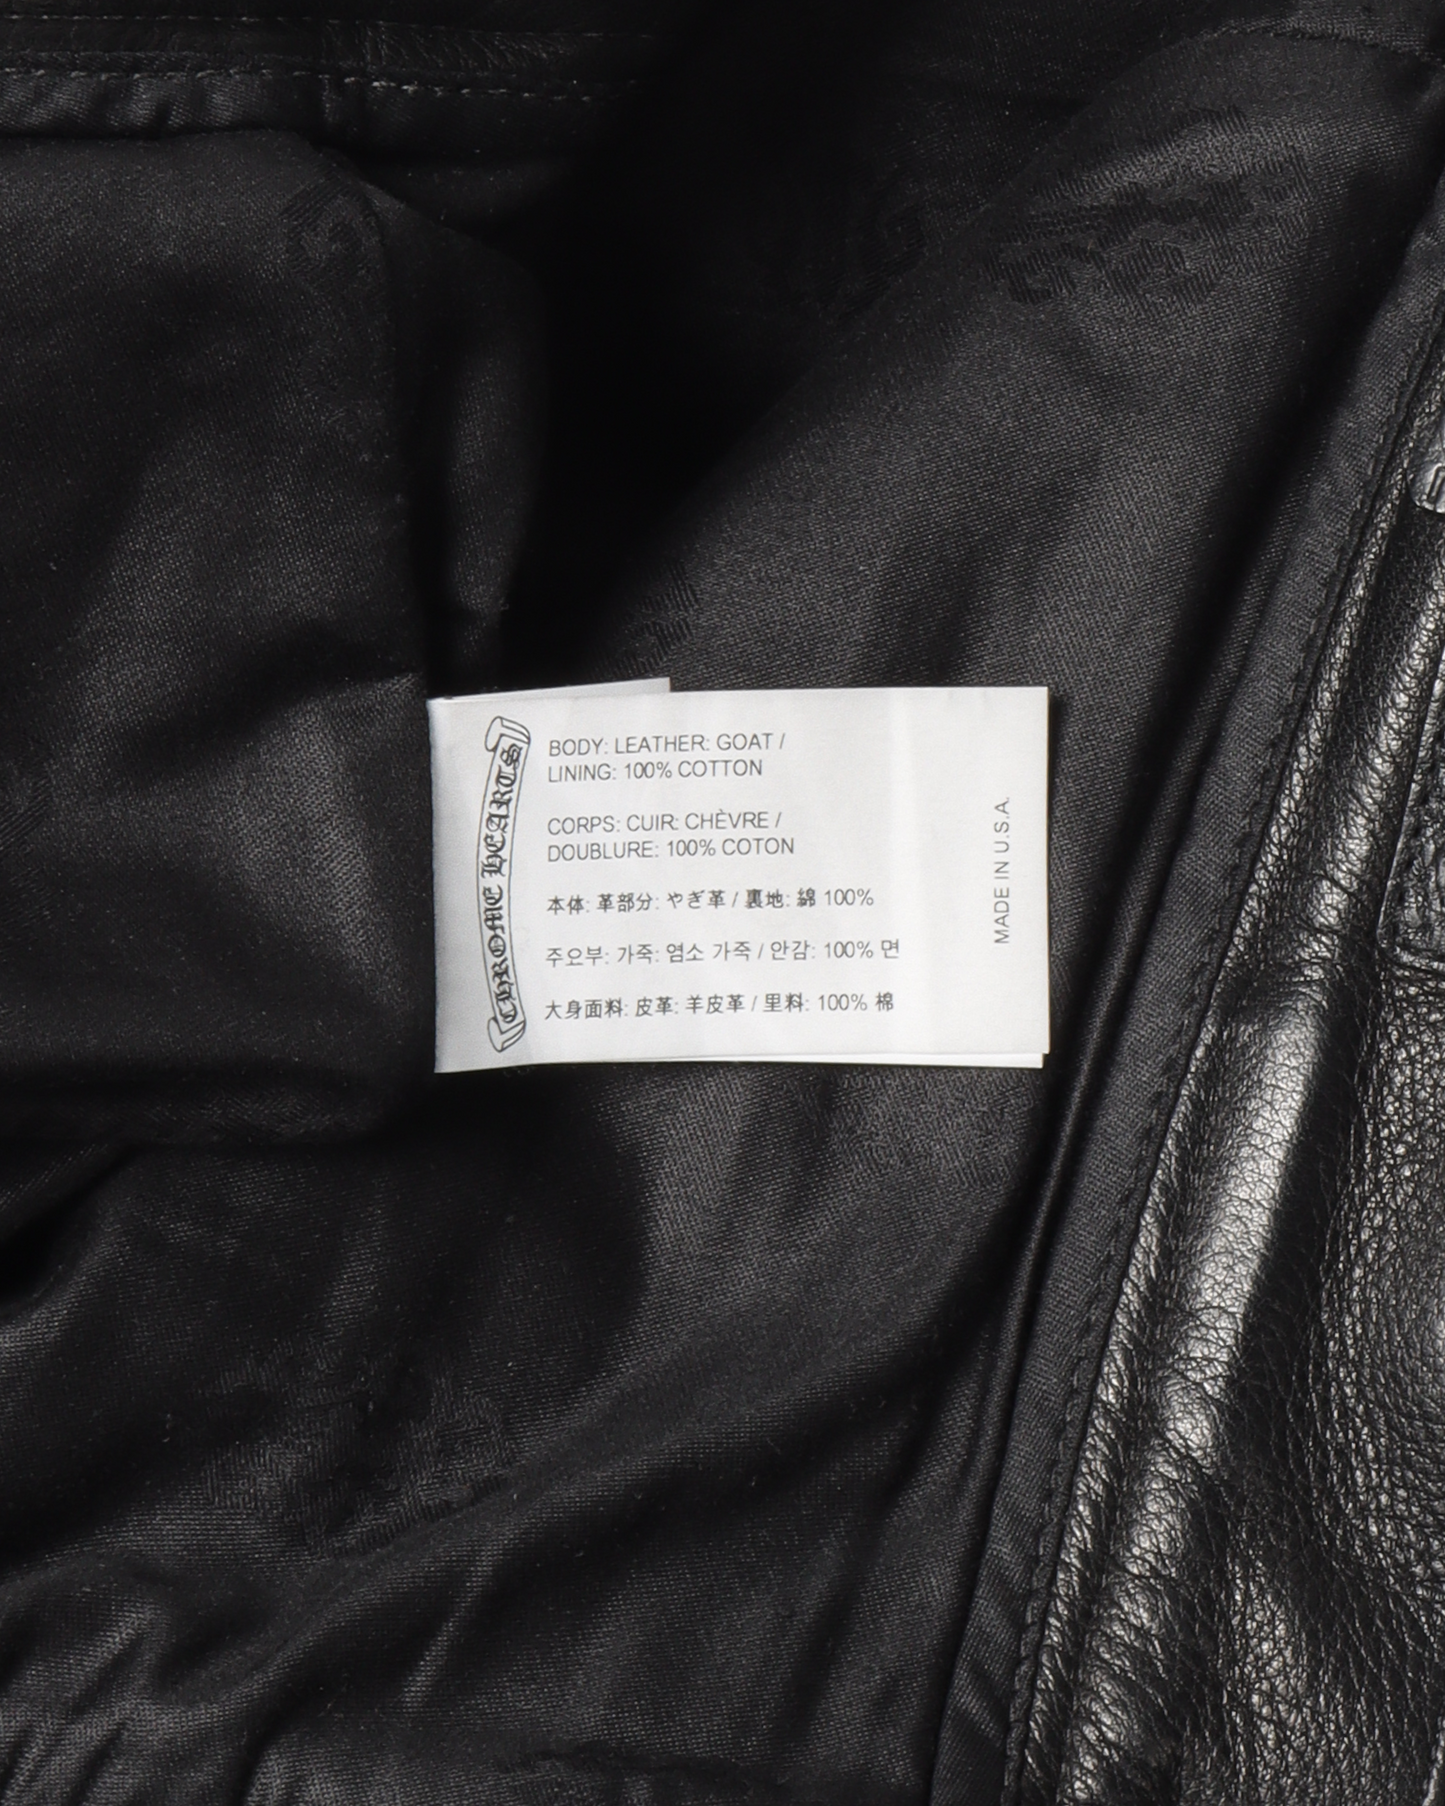 CHROME HEARTS
BODY: LEATHER: GOAT /
LINING: 100% COTTON
CORPS: CUIR: CHÈVRE /
DOUBLURE: 100% COTON
本体: 革部分: やぎ革 / 裏地: 綿 100%
주오부: 가죽: 염소 가죽 / 안감: 100% 면
大身面料: 皮革: 羊皮革 / 里料: 100% 棉
MADE IN U.S.A.